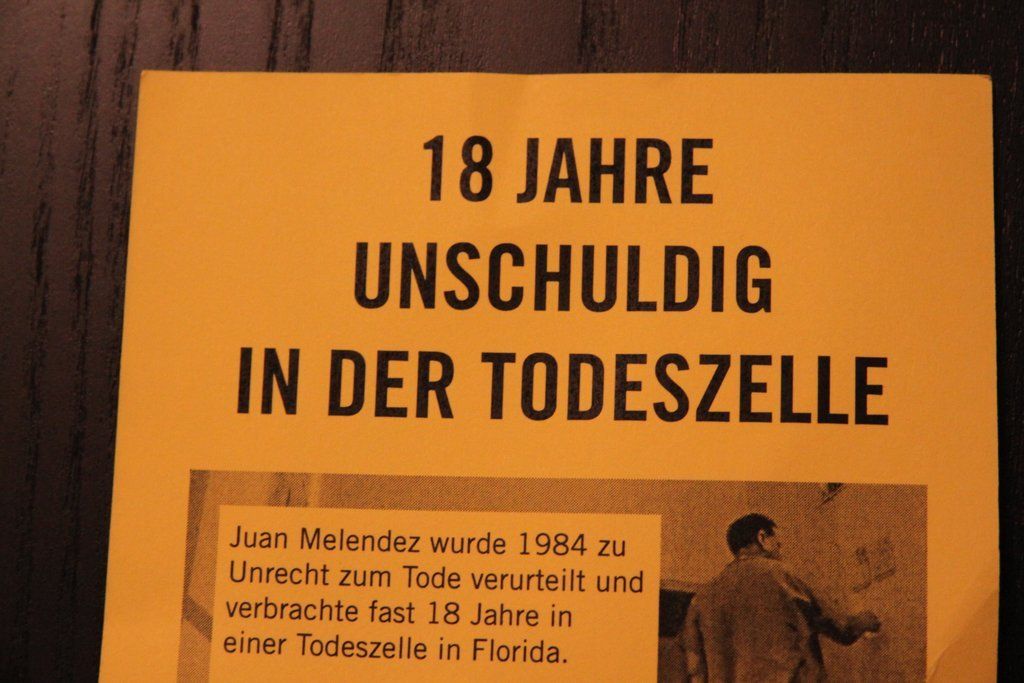 18 JAHRE
UNSCHULDIG
IN DER TODESZELLE
Juan Melendez wurde 1984 zu
Unrecht zum Tode verurteilt und
verbrachte fast 18 Jahre in
einer Todeszelle in Florida.